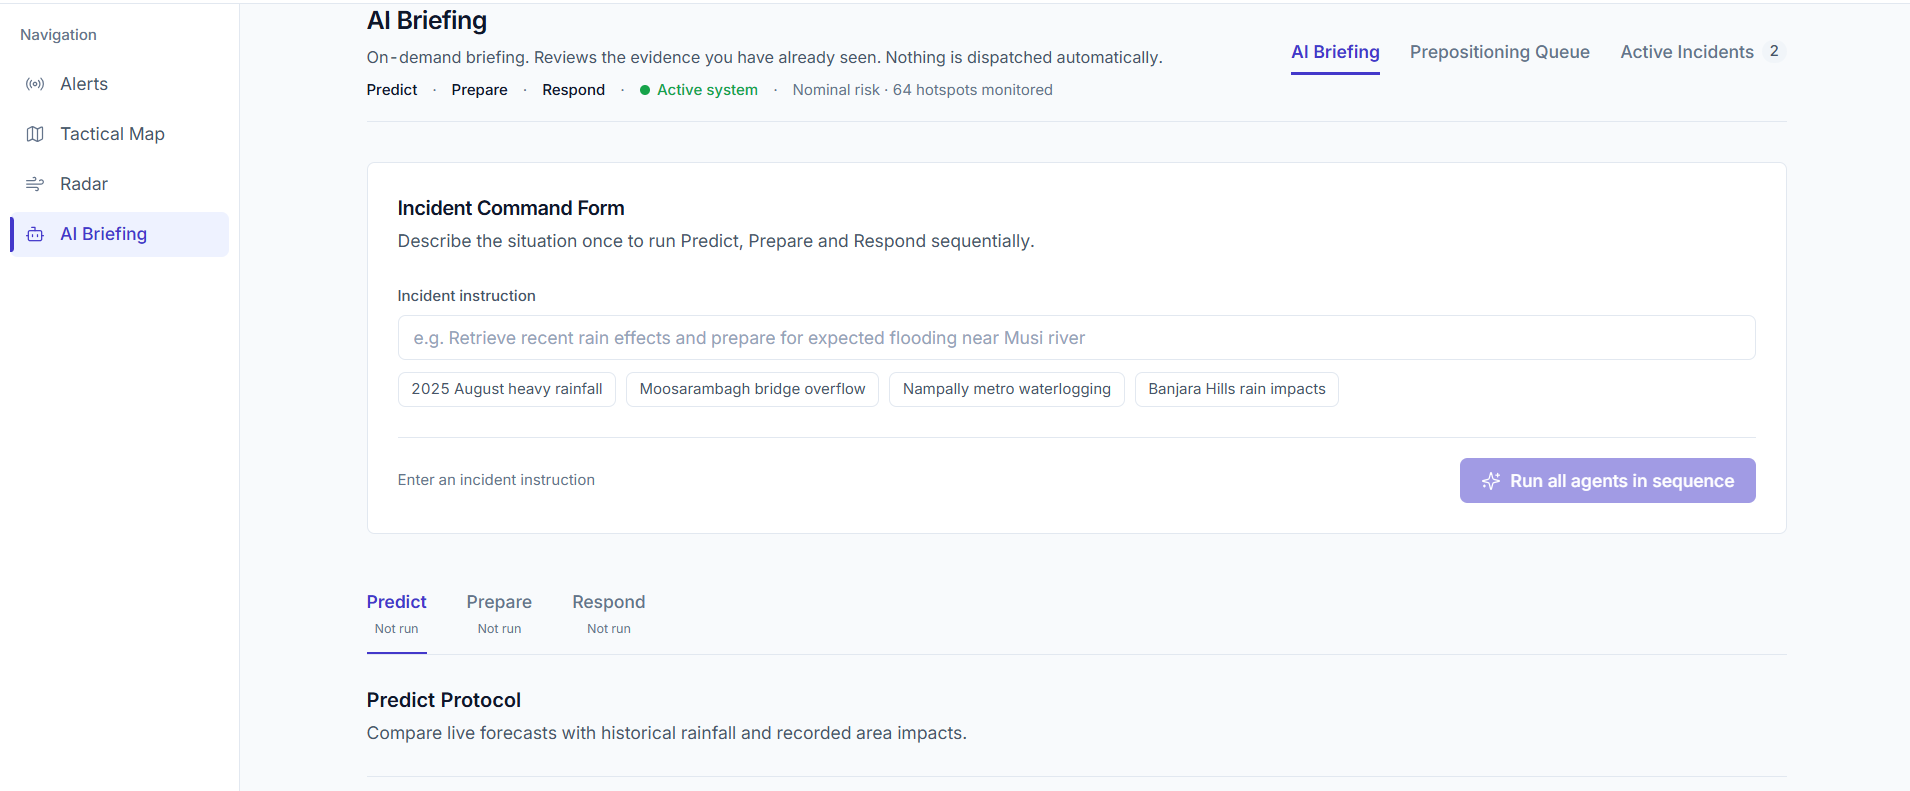 Navigation
Alerts
Tactical Map
Radar
AI Briefing
AI Briefing
On-demand briefing. Reviews the evidence you have already seen. Nothing is dispatched automatically.
Predict · Prepare · Respond · Active system · Nominal risk · 64 hotspots monitored
AI Briefing Prepositioning Queue Active Incidents 2
Incident Command Form
Describe the situation once to run Predict, Prepare and Respond sequentially.
Incident instruction
e.g. Retrieve recent rain effects and prepare for expected flooding near Musi river
2025 August heavy rainfall Moosarambagh bridge overflow Nampally metro waterlogging Banjara Hills rain impacts
Enter an incident instruction
Run all agents in sequence
Predict Prepare Respond
Not run Not run Not run
Predict Protocol
Compare live forecasts with historical rainfall and recorded area impacts.